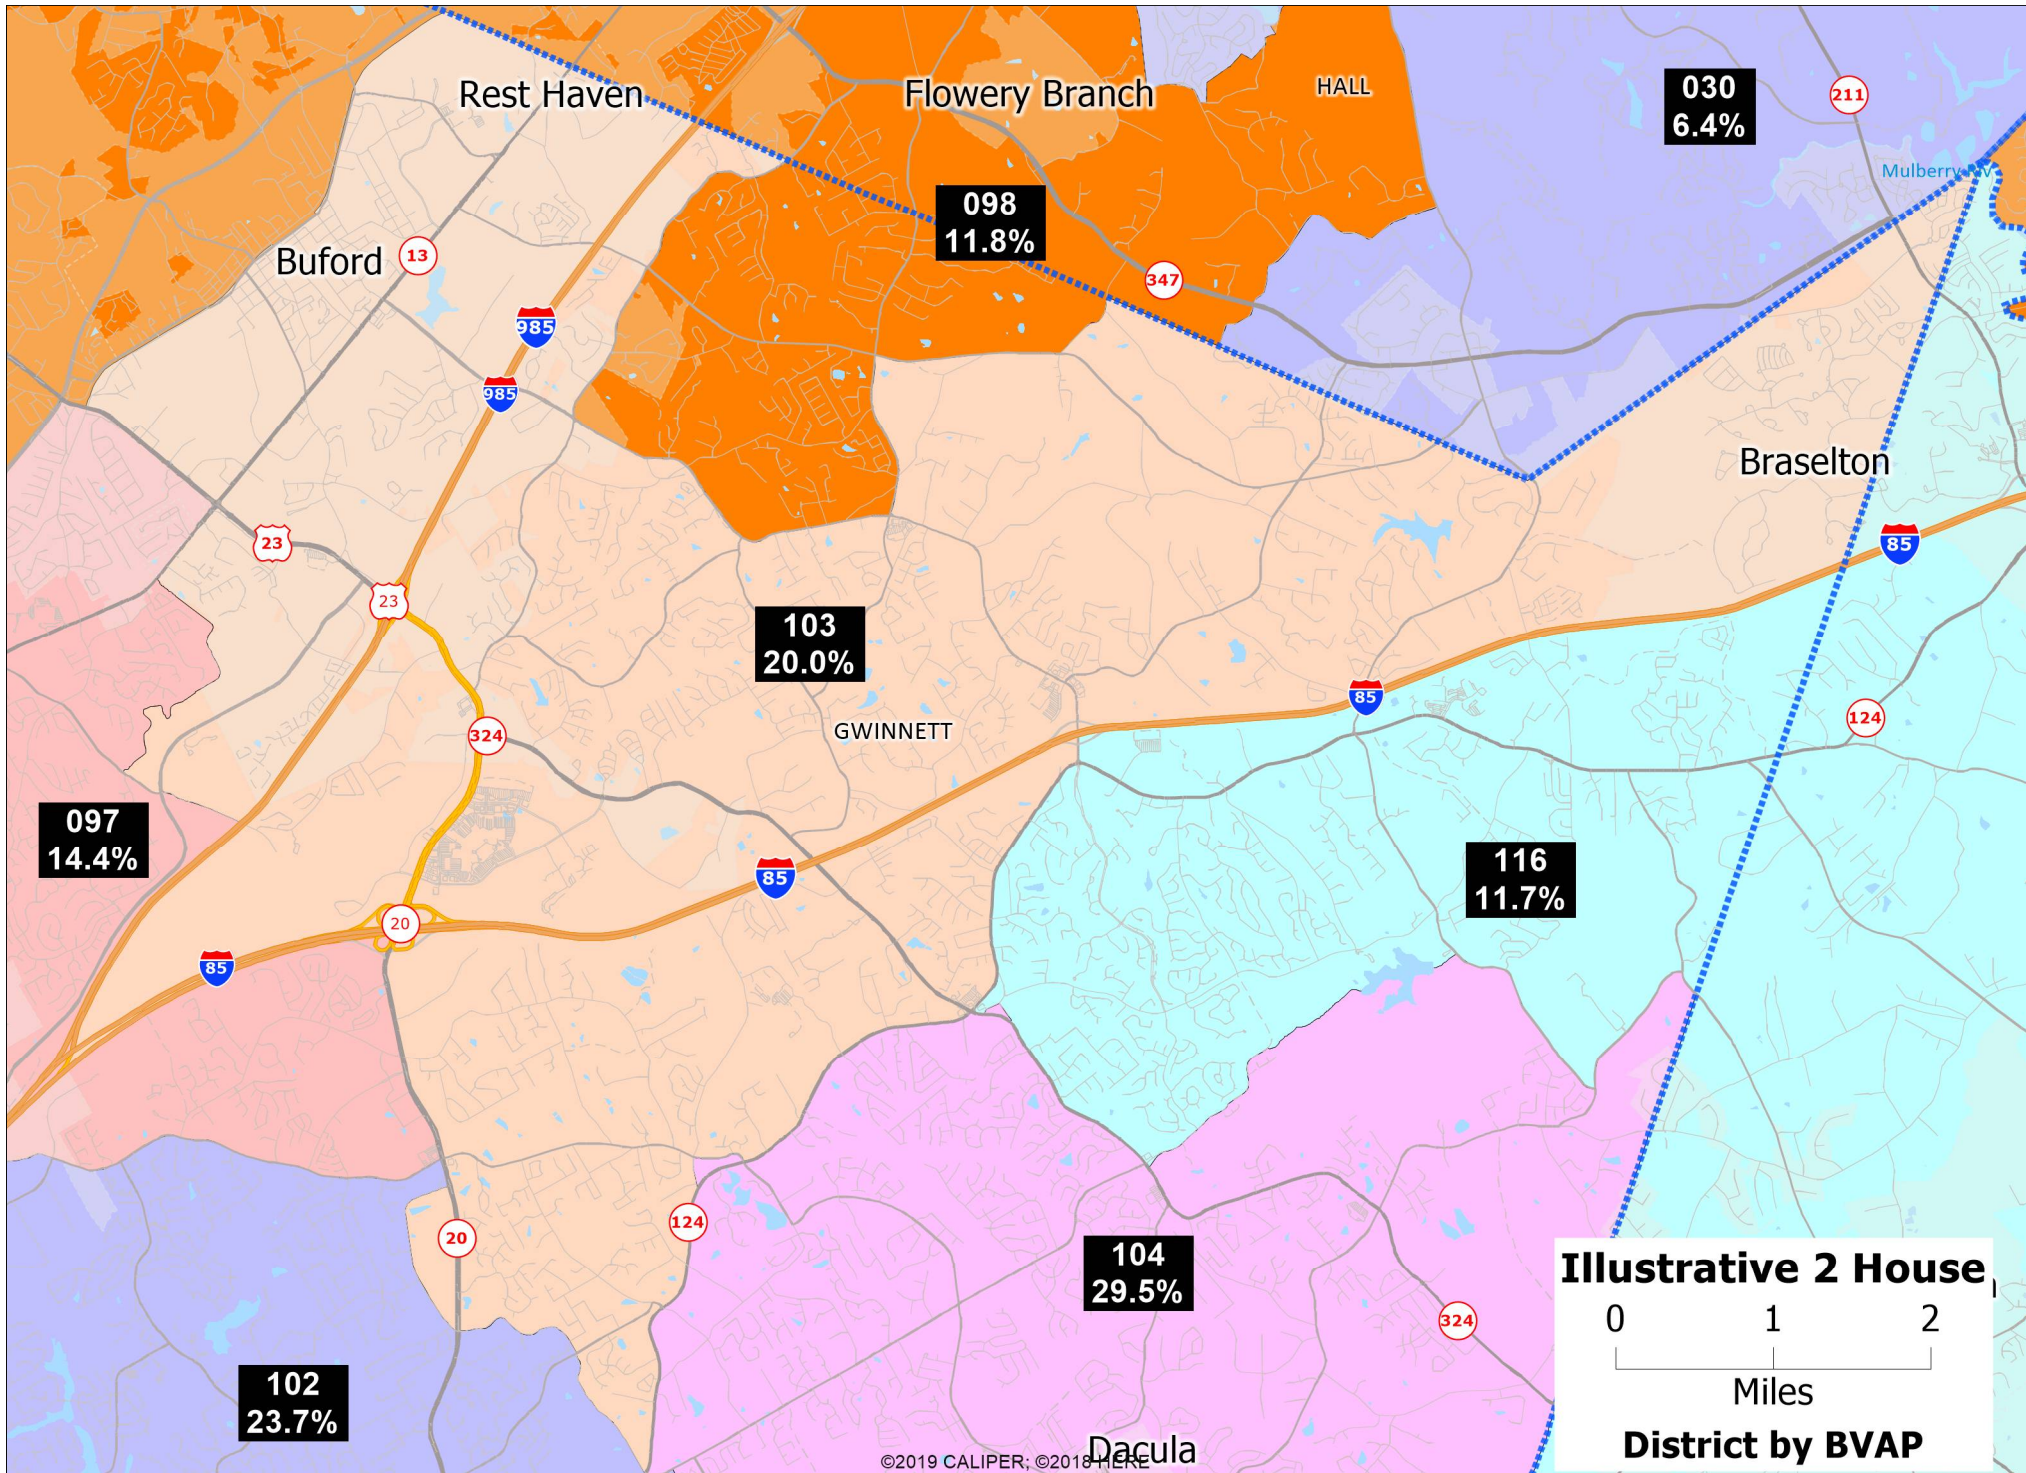 Rest Haven
Flowery Branch
HALL
030
6.4%
211
Mulberry
098
11.8%
Buford
13
347
985
985
Braselton
23
85
23
103
20.0%
85
324
GWINNETT
124
097
14.4%
116
11.7%
85
20
85
104
29.5%
20
124
324
102
23.7%
Dacula
©2019 CALIPER; ©2018 HERE
Illustrative 2 House
0 1 2
Miles
District by BVAP